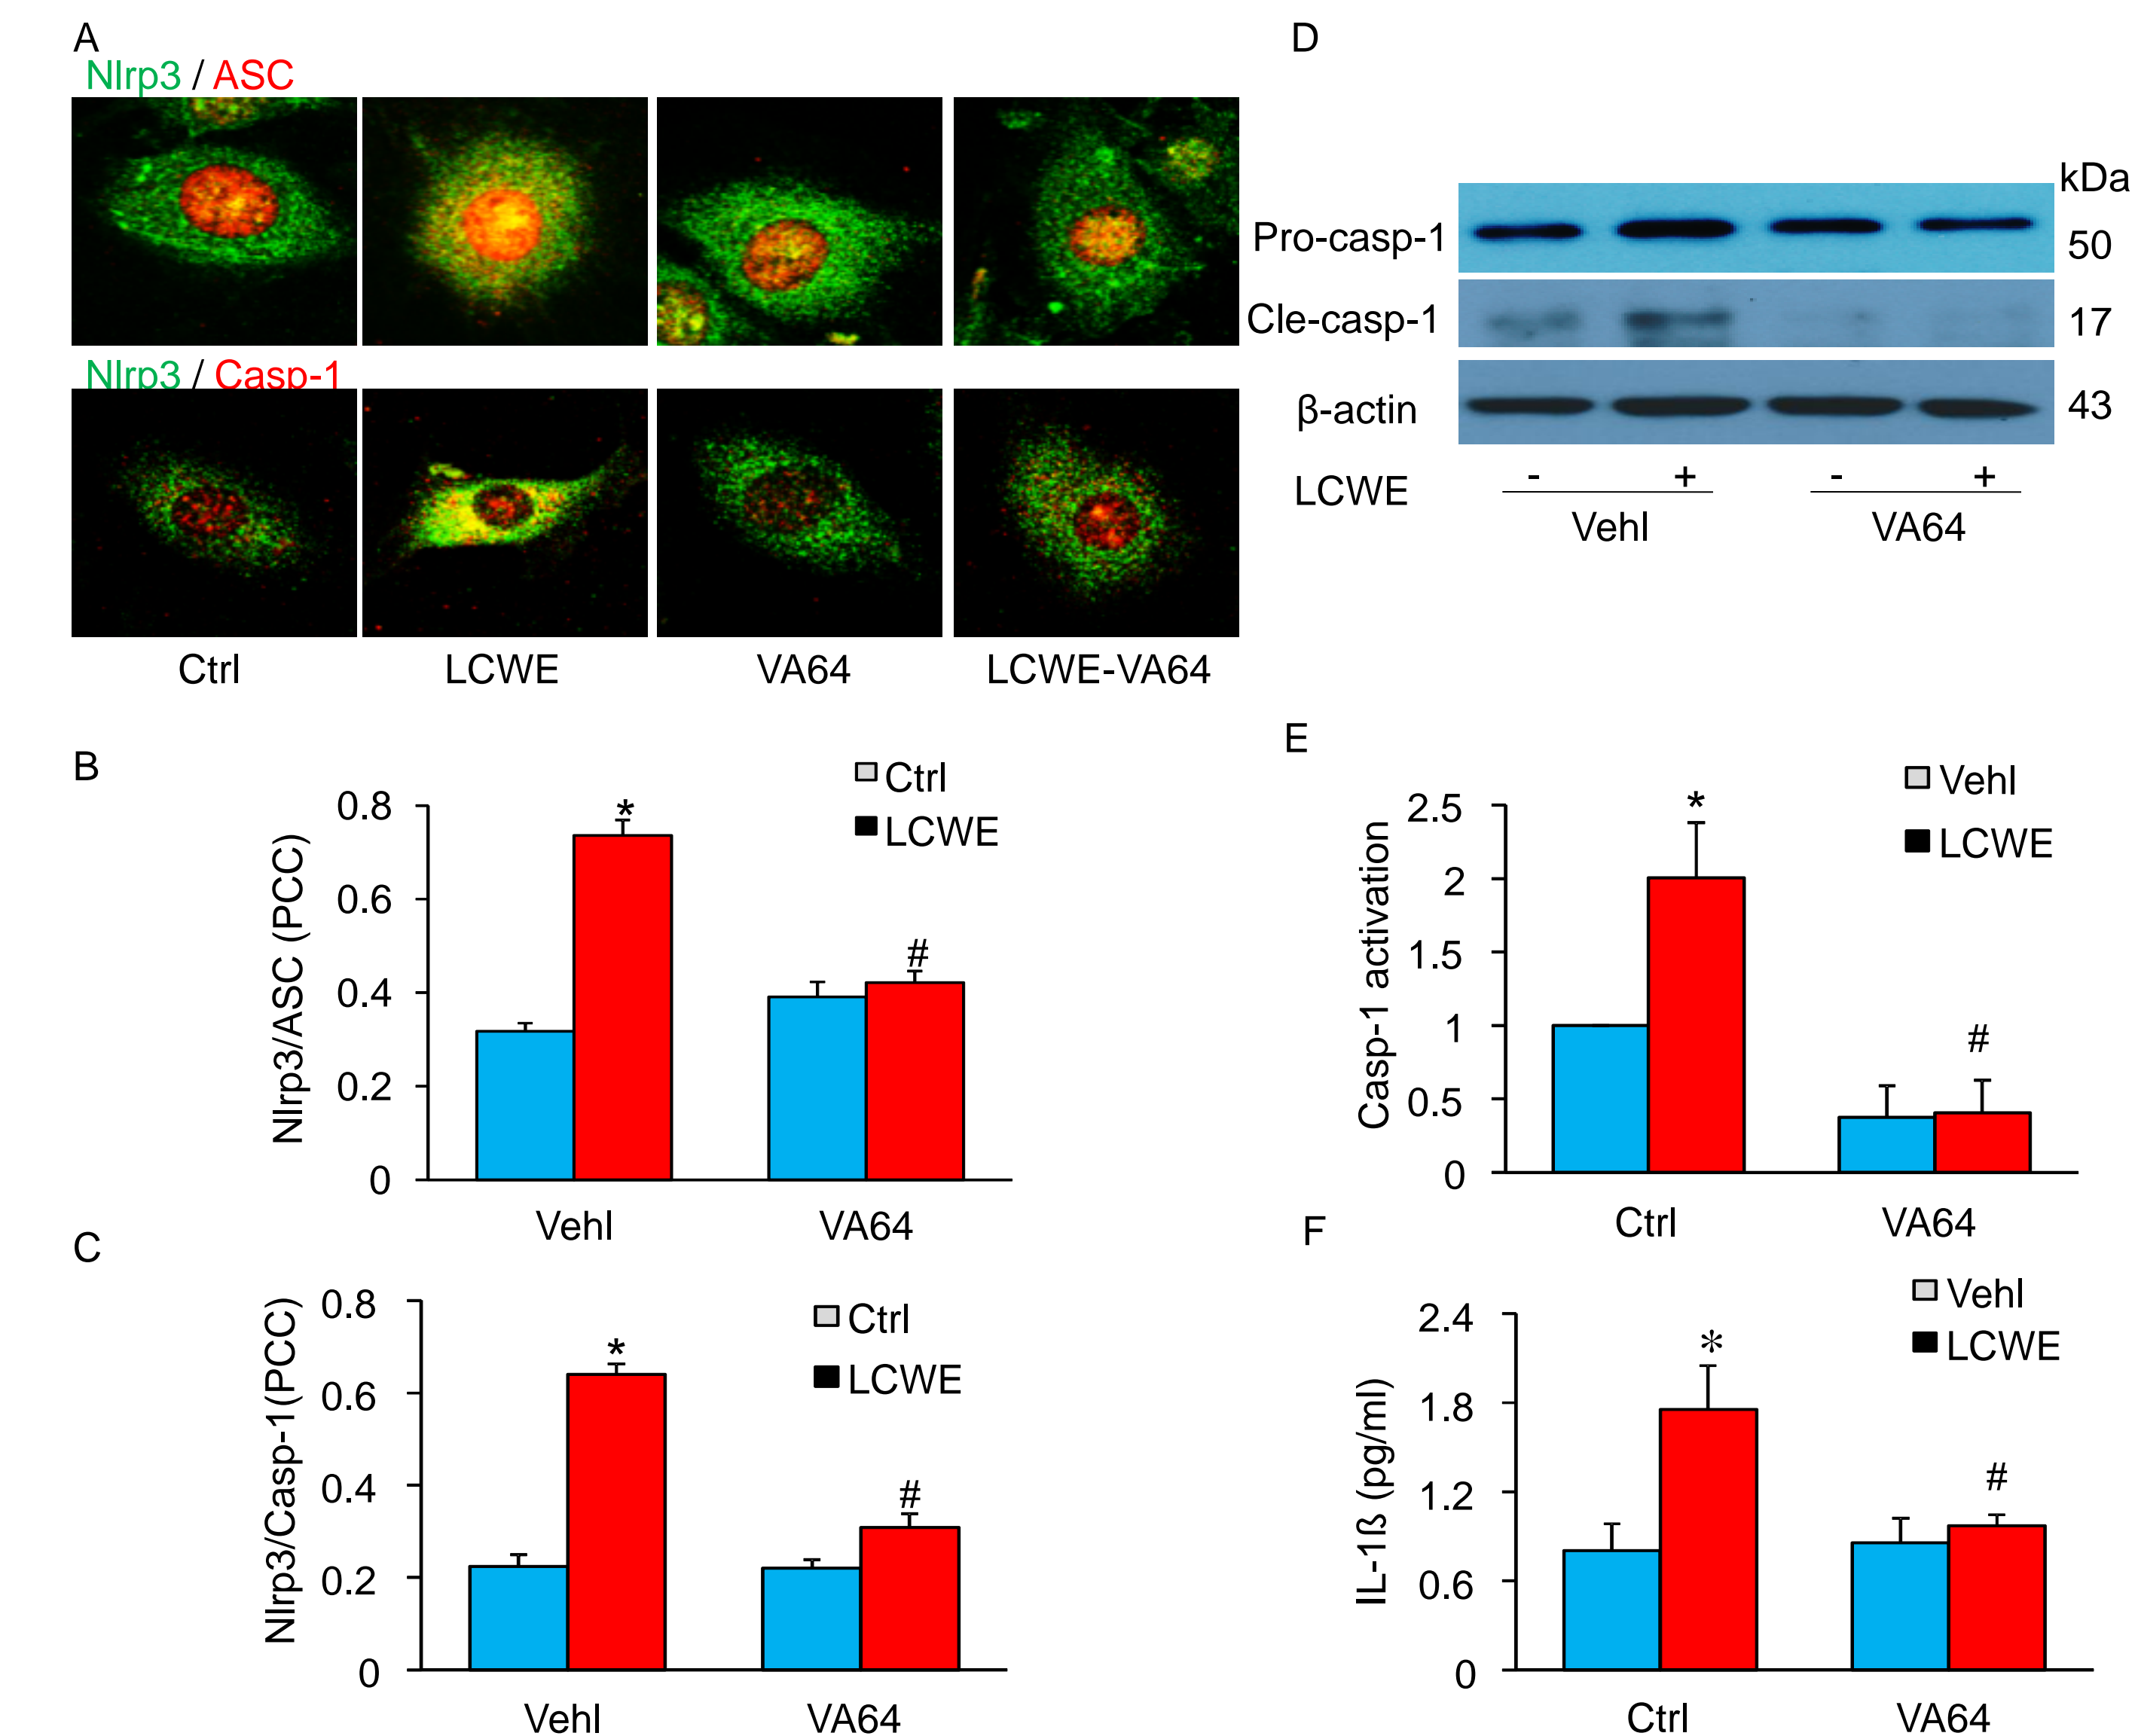 A
Nlrp3 / ASC
Nlrp3 / Casp-1
Ctrl LCWE VA64 LCWE-VA64
D
kDa
Pro-casp-1 50
Cle-casp-1 17
β-actin 43
LCWE - + - +
Vehl VA64
B
Ctrl
LCWE
Nlrp3/ASC (PCC)
0.8
0.6
0.4
0.2
0
*
#
Vehl VA64
C
Ctrl
LCWE
Nlrp3/Casp-1(PCC)
0.8
0.6
0.4
0.2
0
*
#
Vehl VA64
E
Vehl
LCWE
Casp-1 activation
2.5
2
1.5
1
0.5
0
*
#
Ctrl VA64
F
Vehl
LCWE
IL-1ß (pg/ml)
2.4
1.8
1.2
0.6
0
*
#
Ctrl VA64